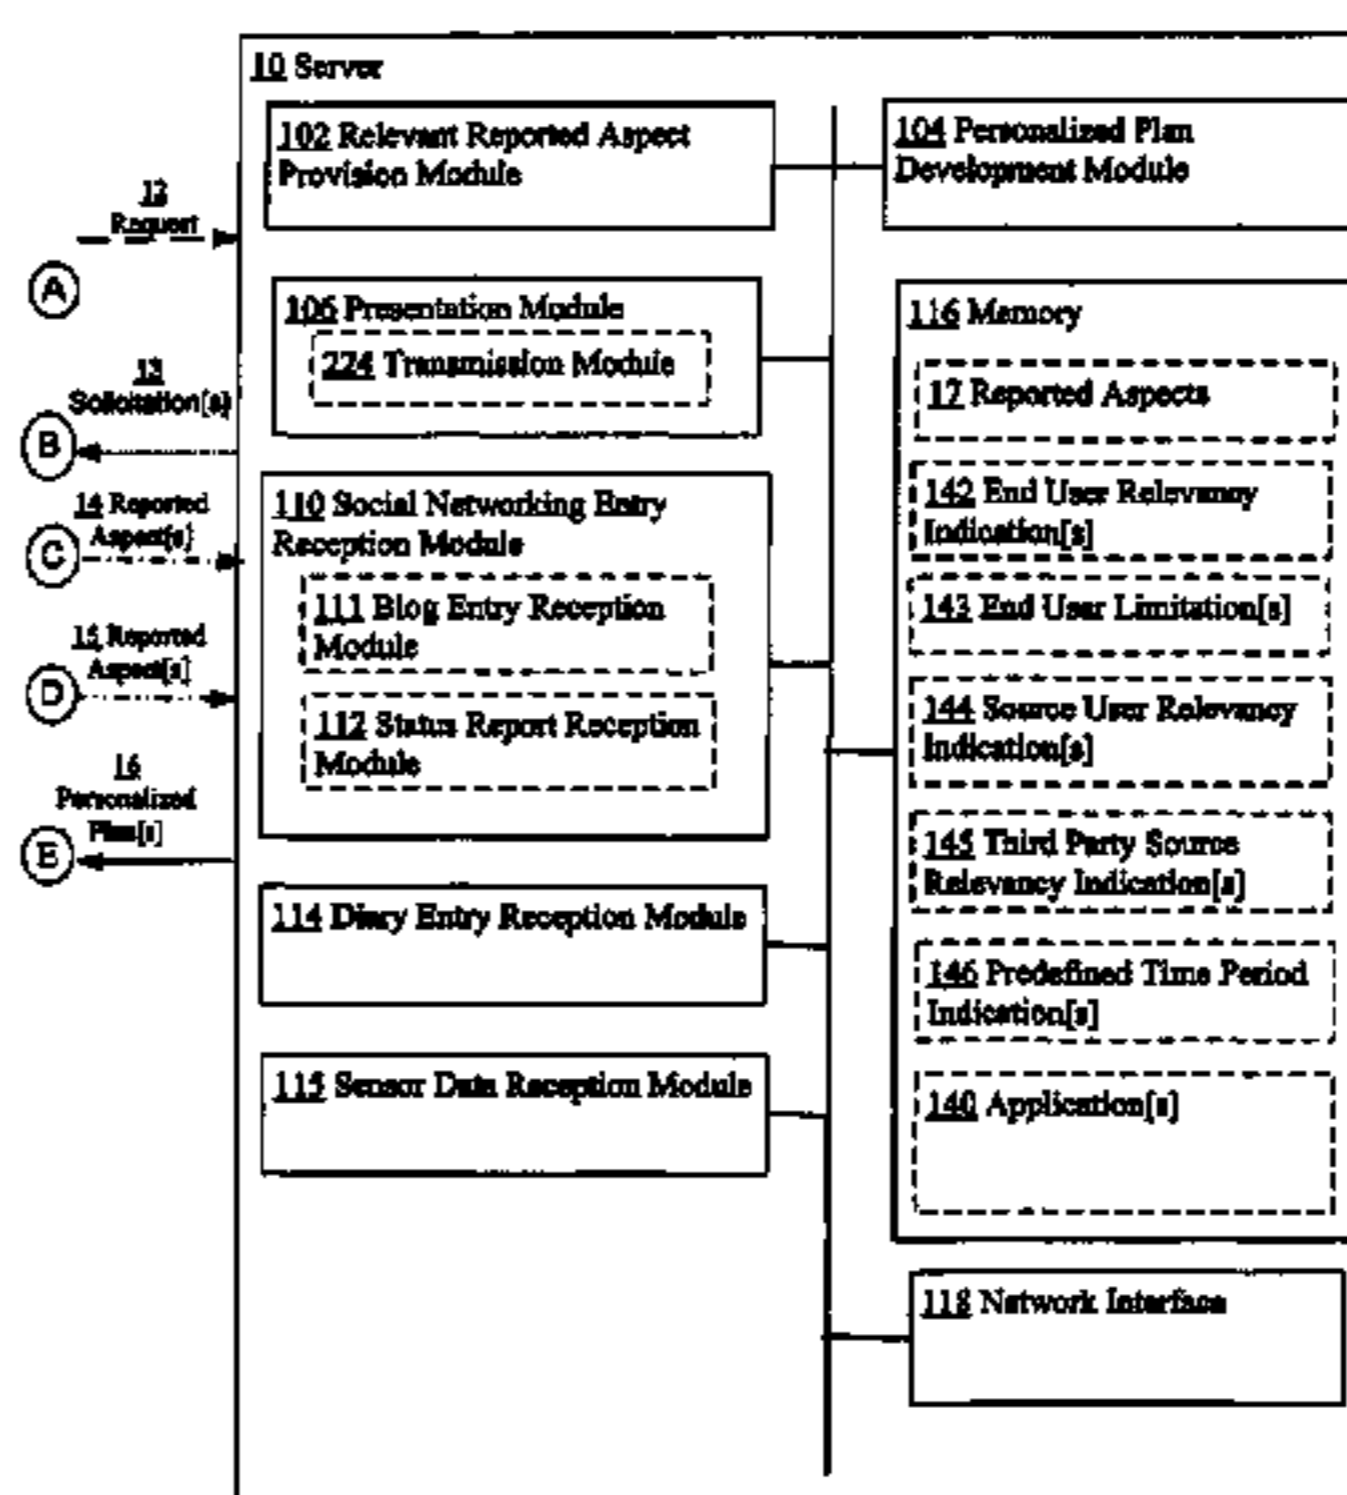 10 Server
102 Relevant Reported Aspect
Provision Module
104 Personalized Plan
Development Module
12
Request
A
106 Presentation Module
224 Transmission Module
13
Solicitation[s]
B
14 Reported
Aspect[s]
C
15 Reported
Aspect[s]
D
16
Personalized
Plan[s]
E
110 Social Networking Entry
Reception Module
111 Blog Entry Reception
Module
112 Status Report Reception
Module
114 Diary Entry Reception Module
115 Sensor Data Reception Module
116 Memory
17 Reported Aspects
142 End User Relevancy
Indication[s]
143 End User Limitation[s]
144 Source User Relevancy
Indication[s]
145 Third Party Source
Relevancy Indication[s]
146 Predefined Time Period
Indication[s]
140 Application[s]
118 Network Interface